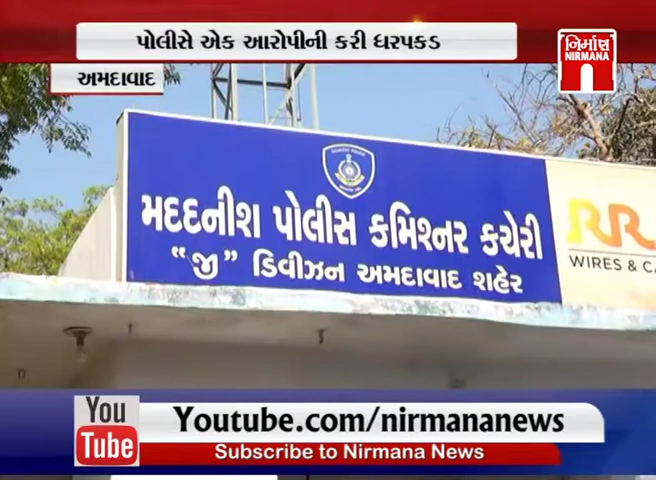 પોલીસે એક આરોપીની કરી ધરપકડ
અમદાવાદ
નિર્માણ
NIRMANA
મદદનીશ પોલીસ કમિશ્નર કચેરી
"જી" ડિવીઝન અમદાવાદ શહેર
RR
WIRES & C
You
Tube
Youtube.com/nirmananews
Subscribe to Nirmana News